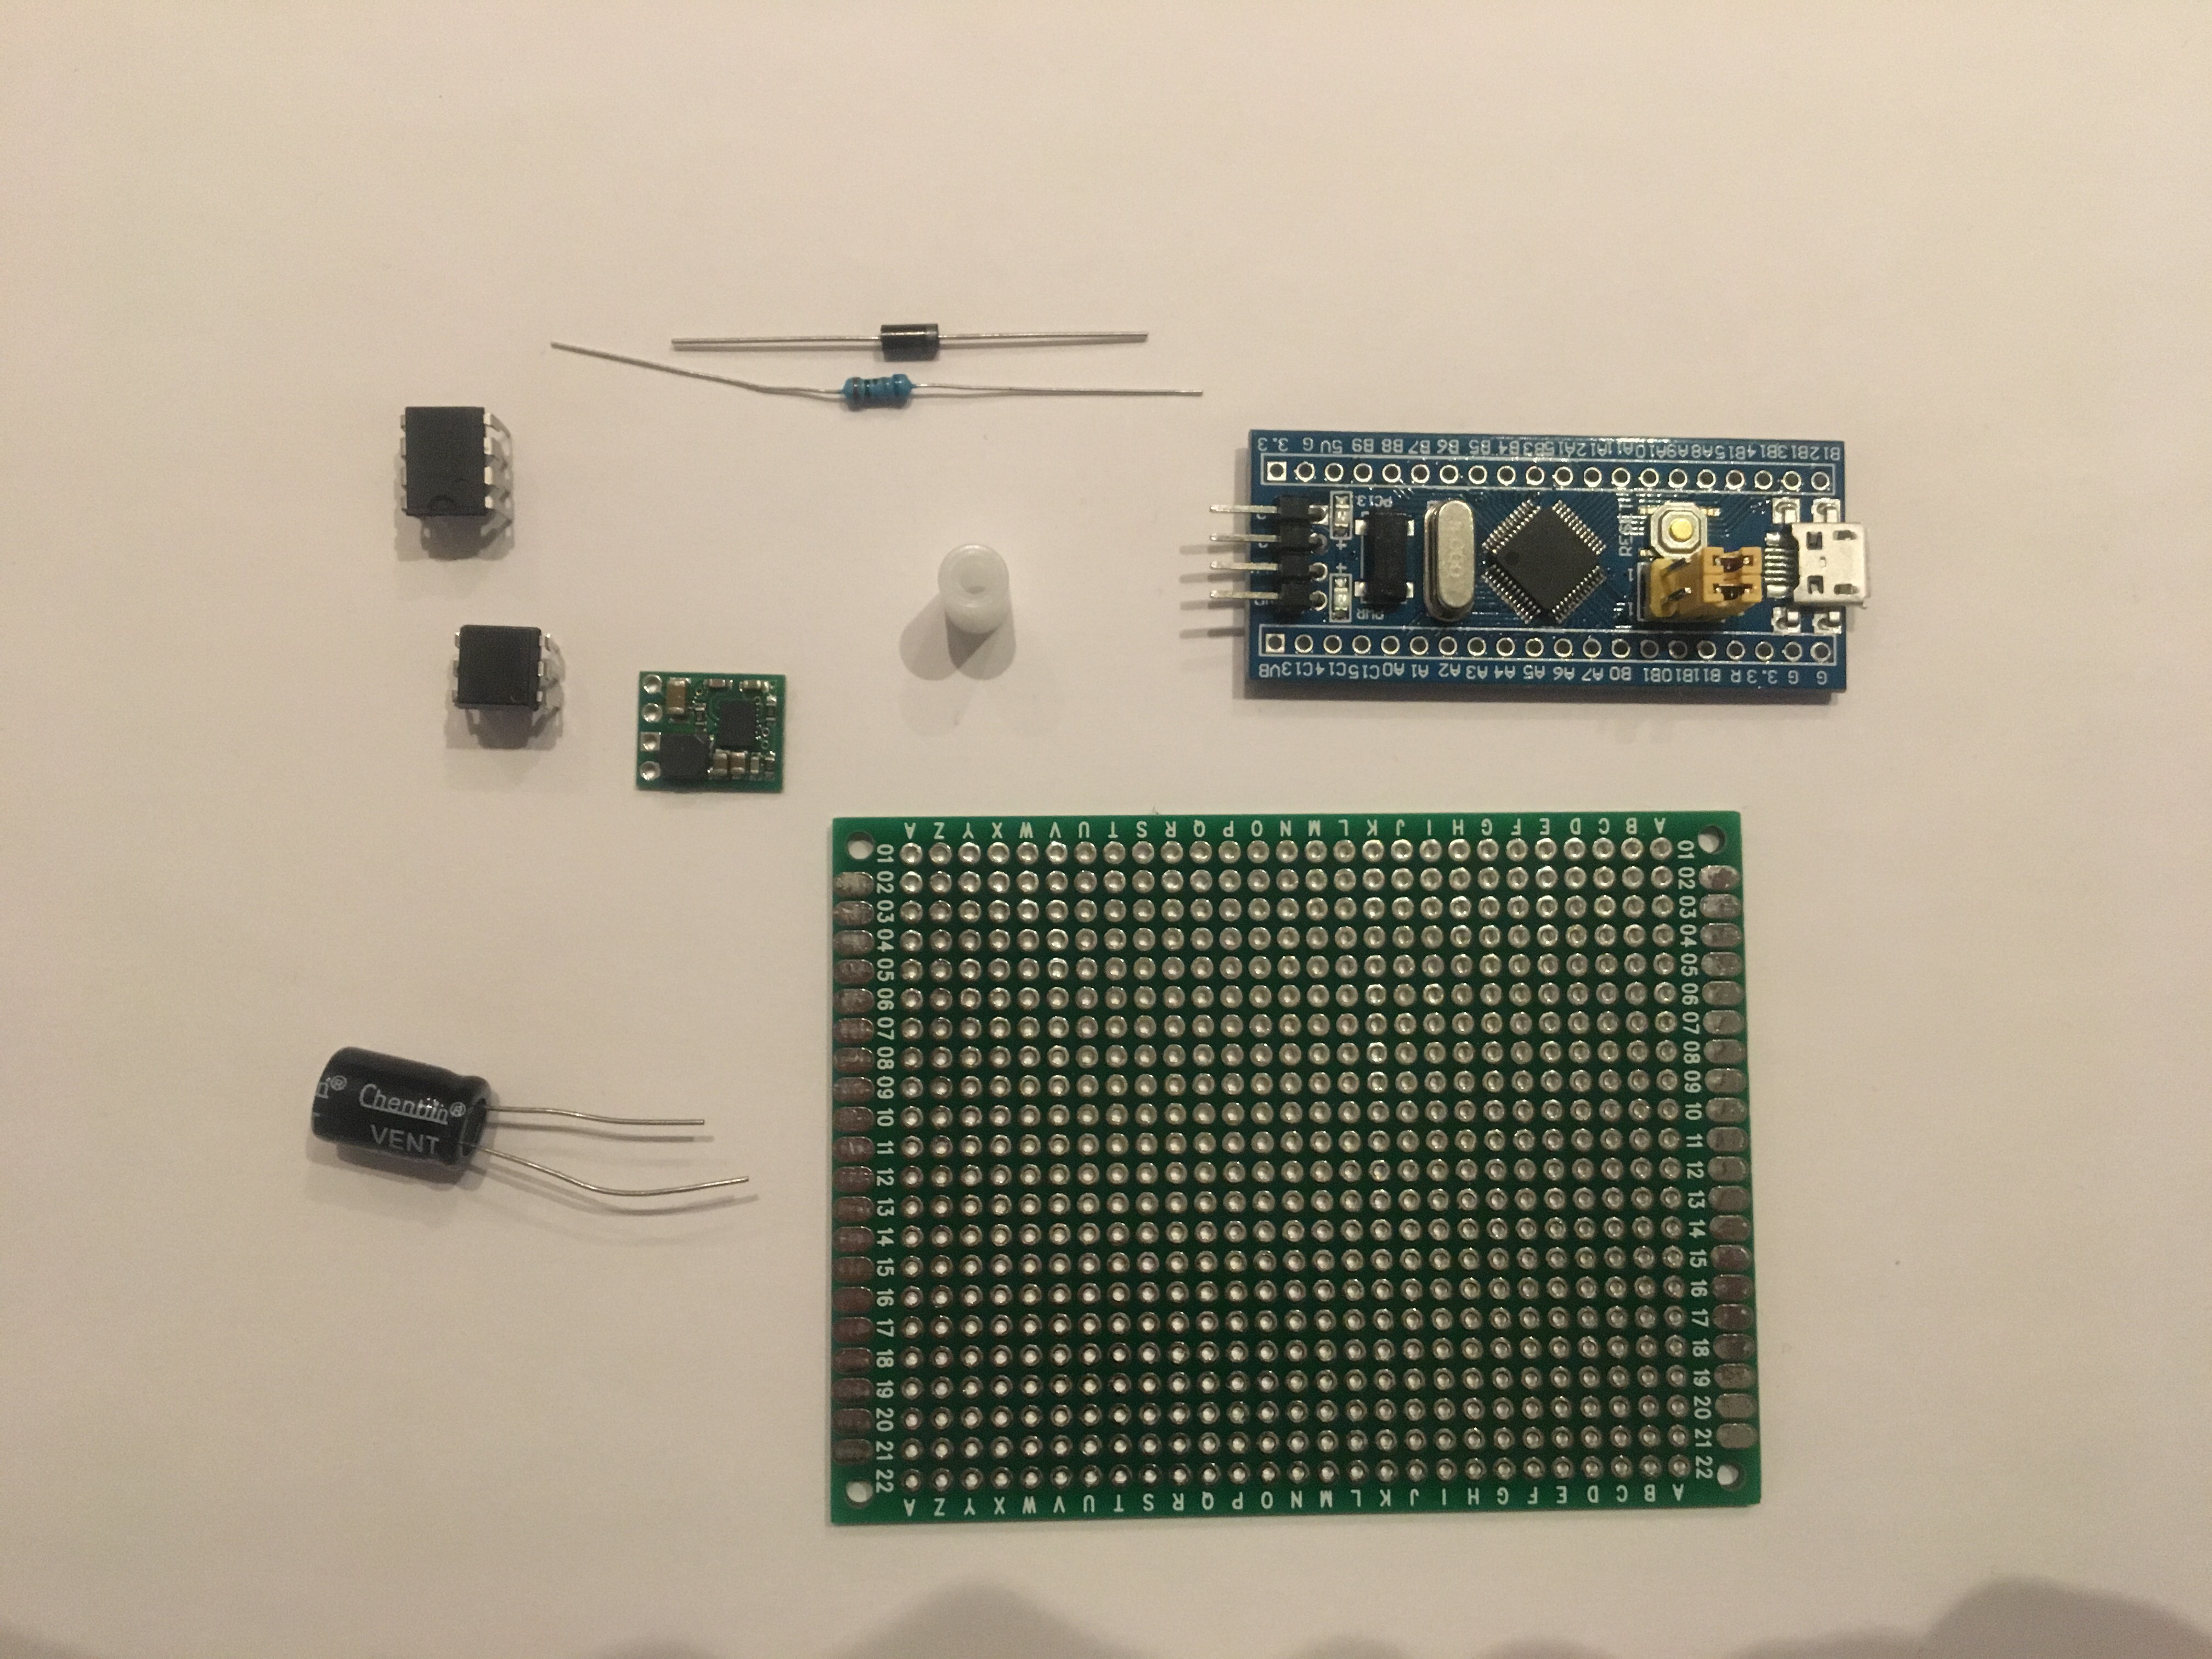 VENT
01 02 03 04 05 06 07 08 09 10 11 12 13 14 15 16 17 18 19 20 21 22
A B C D E F G H I J K L M N O P Q R S T U V W X Y Z A
A B C D E F G H I J K L M N O P Q R S T U V W X Y Z A
01 02 03 04 05 06 07 08 09 10 11 12 13 14 15 16 17 18 19 20 21 22
G G 3.3 R B11 B10 B1 B0 A7 A6 A5 A4 A3 A2 A1 A0 C15 C14 C13 VB
PWR
PC13
RESET
B12 B13 B14 B15 A8 A9 A10 A11 A12 A15 B3 B4 B5 B6 B7 B8 B9 5V G 3.3